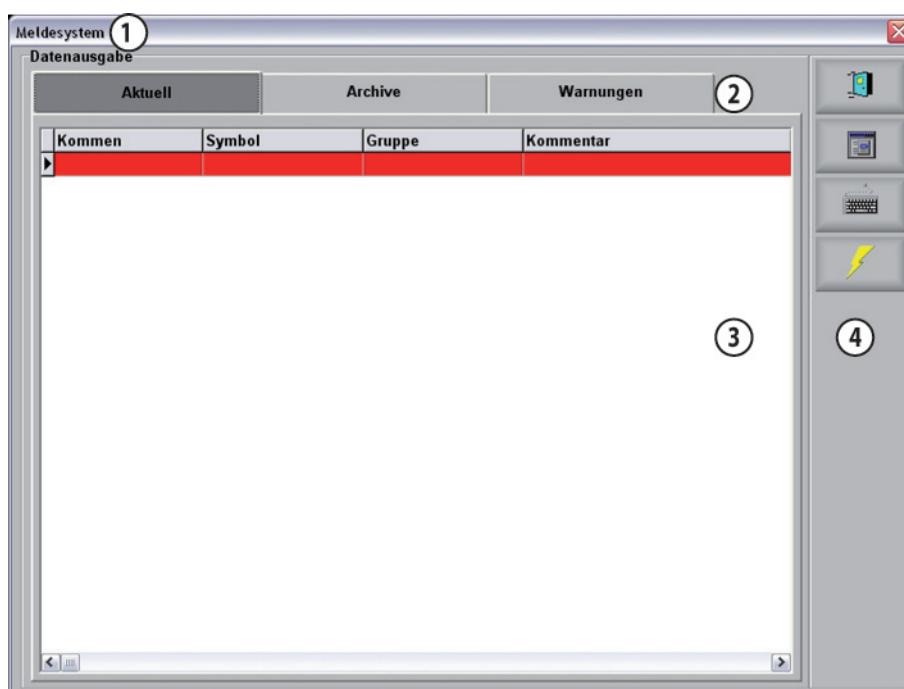 Meldesystem 1
Datenausgabe
Aktuell Archive Warnungen 2
Kommen Symbol Gruppe Kommentar
3 4